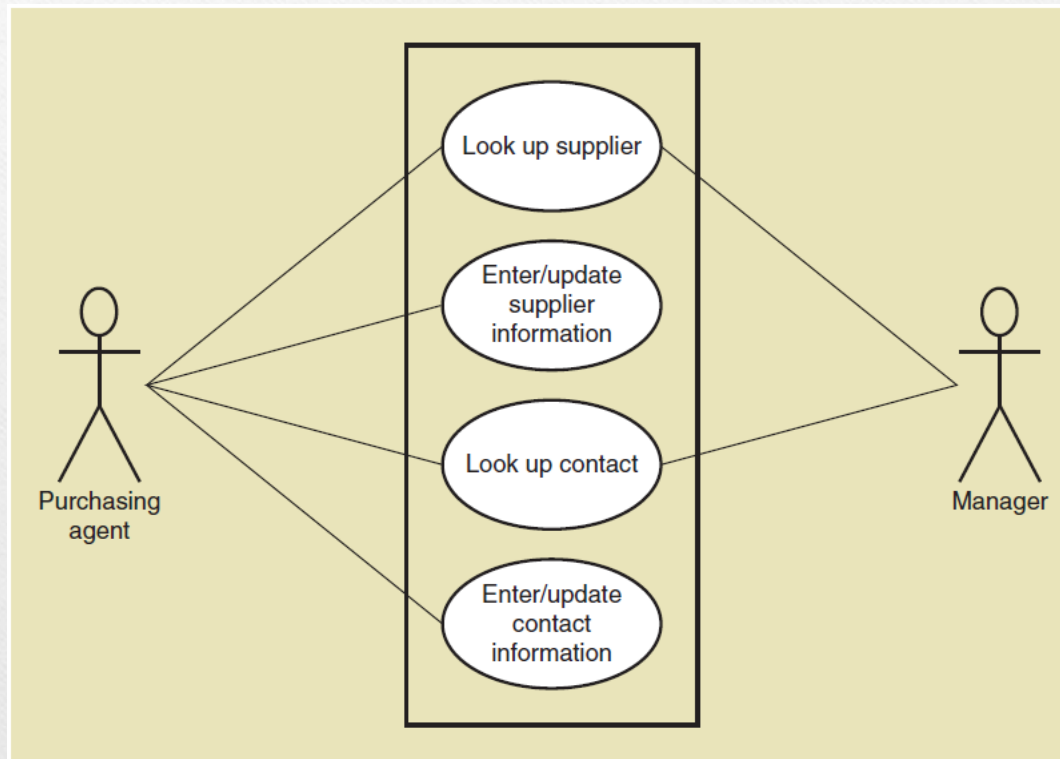 Look up supplier
Enter/update
supplier
information
Look up contact
Enter/update
contact
information
Purchasing
agent
Manager